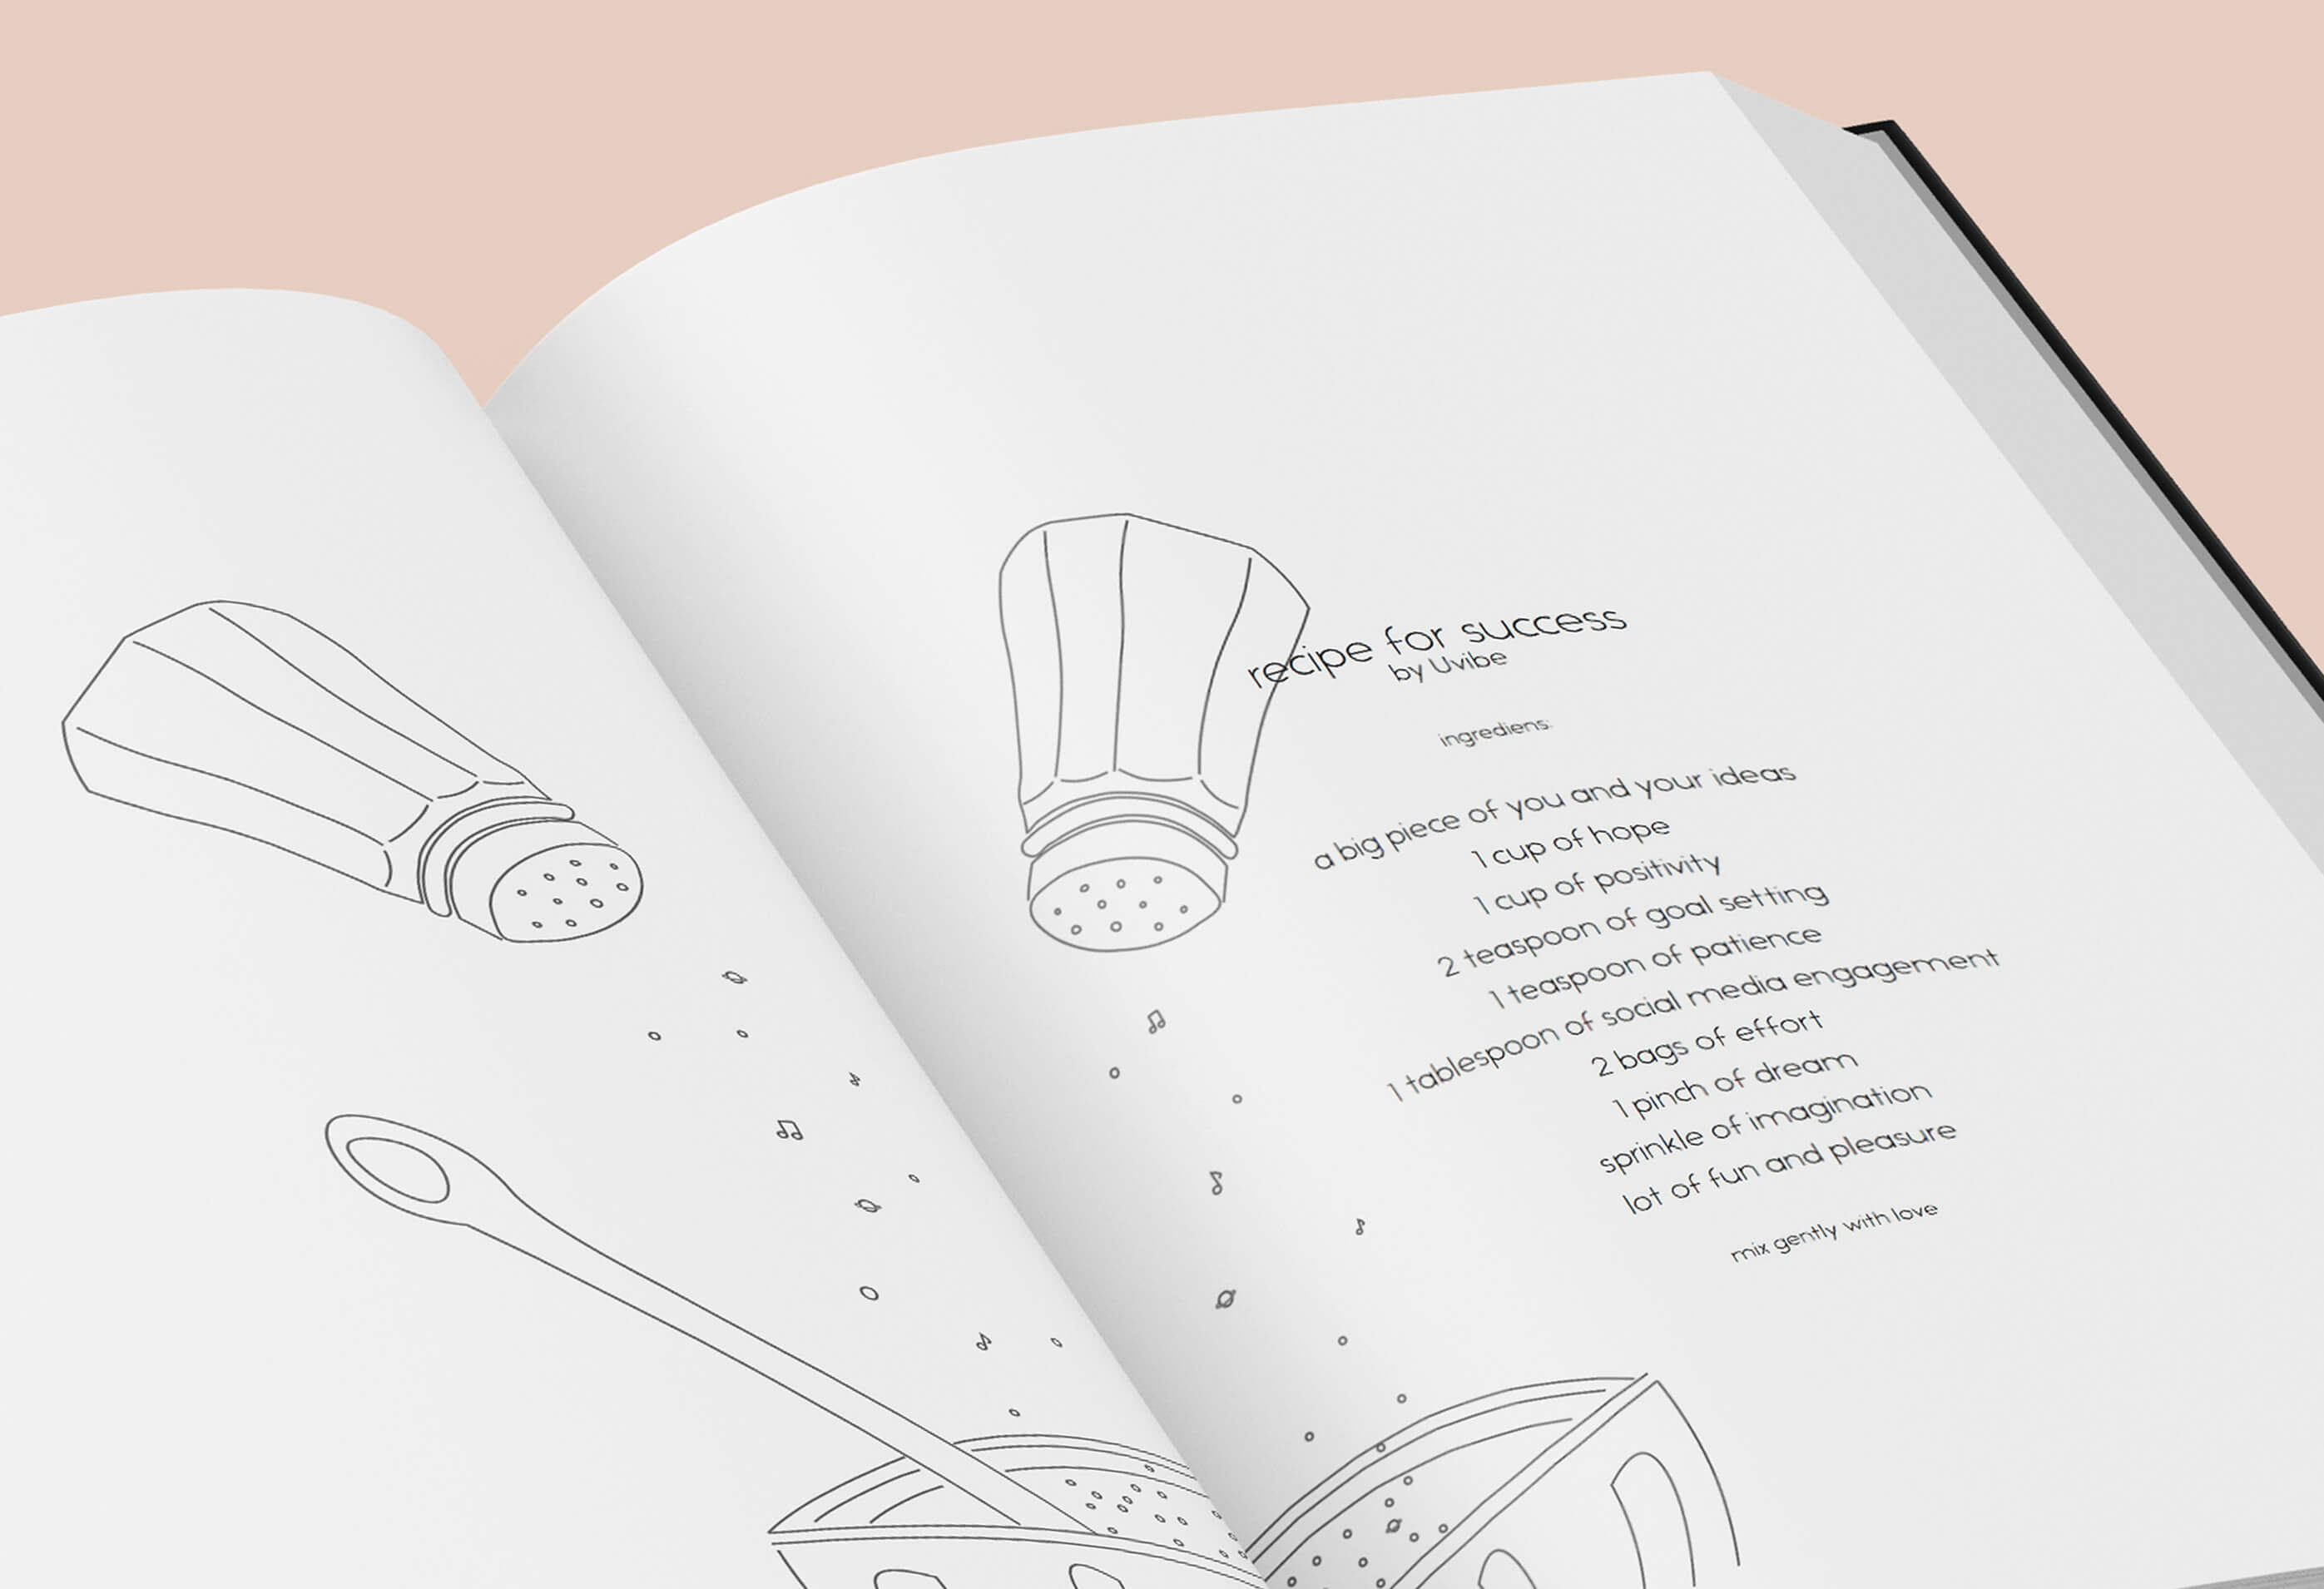 recipe for success
by Uvibe
ingrediens:
a big piece of you and your ideas
1 cup of hope
1 cup of positivity
2 teaspoon of goal setting
1 teaspoon of patience
1 tablespoon of social media engagement
2 bags of effort
1 pinch of dream
sprinkle of imagination
lot of fun and pleasure
mix gently with love